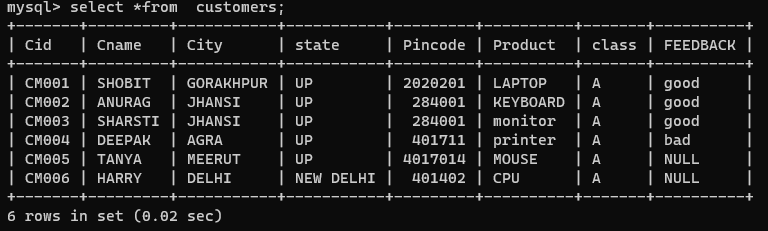 mysql> select *from  customers;
+-------+---------+-----------+-----------+---------+----------+-------+----------+
| Cid   | Cname   | City      | state     | Pincode | Product  | class | FEEDBACK |
+-------+---------+-----------+-----------+---------+----------+-------+----------+
| CM001 | SHOBIT  | GORAKHPUR | UP        | 2020201 | LAPTOP   | A     | good     |
| CM002 | ANURAG  | JHANSI    | UP        |  284001 | KEYBOARD | A     | good     |
| CM003 | SHARSTI | JHANSI    | UP        |  284001 | monitor  | A     | good     |
| CM004 | DEEPAK  | AGRA      | UP        |  401711 | printer  | A     | bad      |
| CM005 | TANYA   | MEERUT    | UP        | 4017014 | MOUSE    | A     | NULL     |
| CM006 | HARRY   | DELHI     | NEW DELHI |  401402 | CPU      | A     | NULL     |
+-------+---------+-----------+-----------+---------+----------+-------+----------+
6 rows in set (0.02 sec)